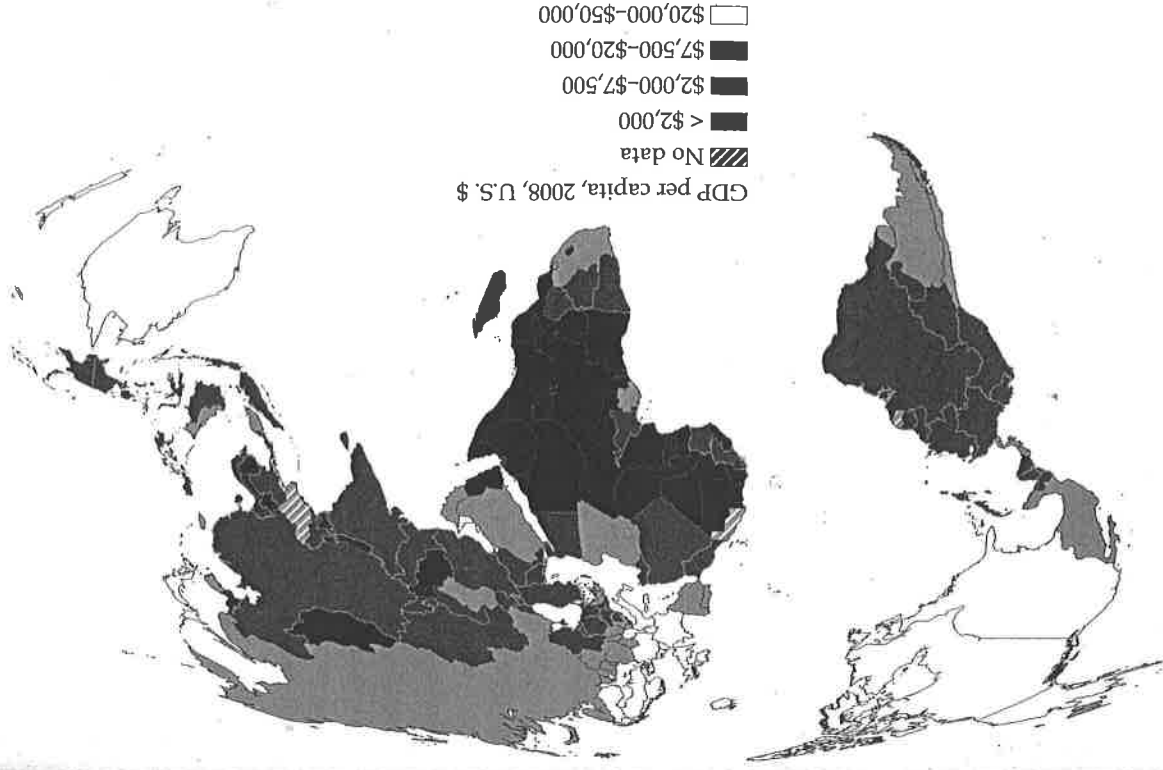 GDP per capita, 2008, U.S. $
No data
< $2,000
$2,000–$7,500
$7,500–$20,000
$20,000–$50,000